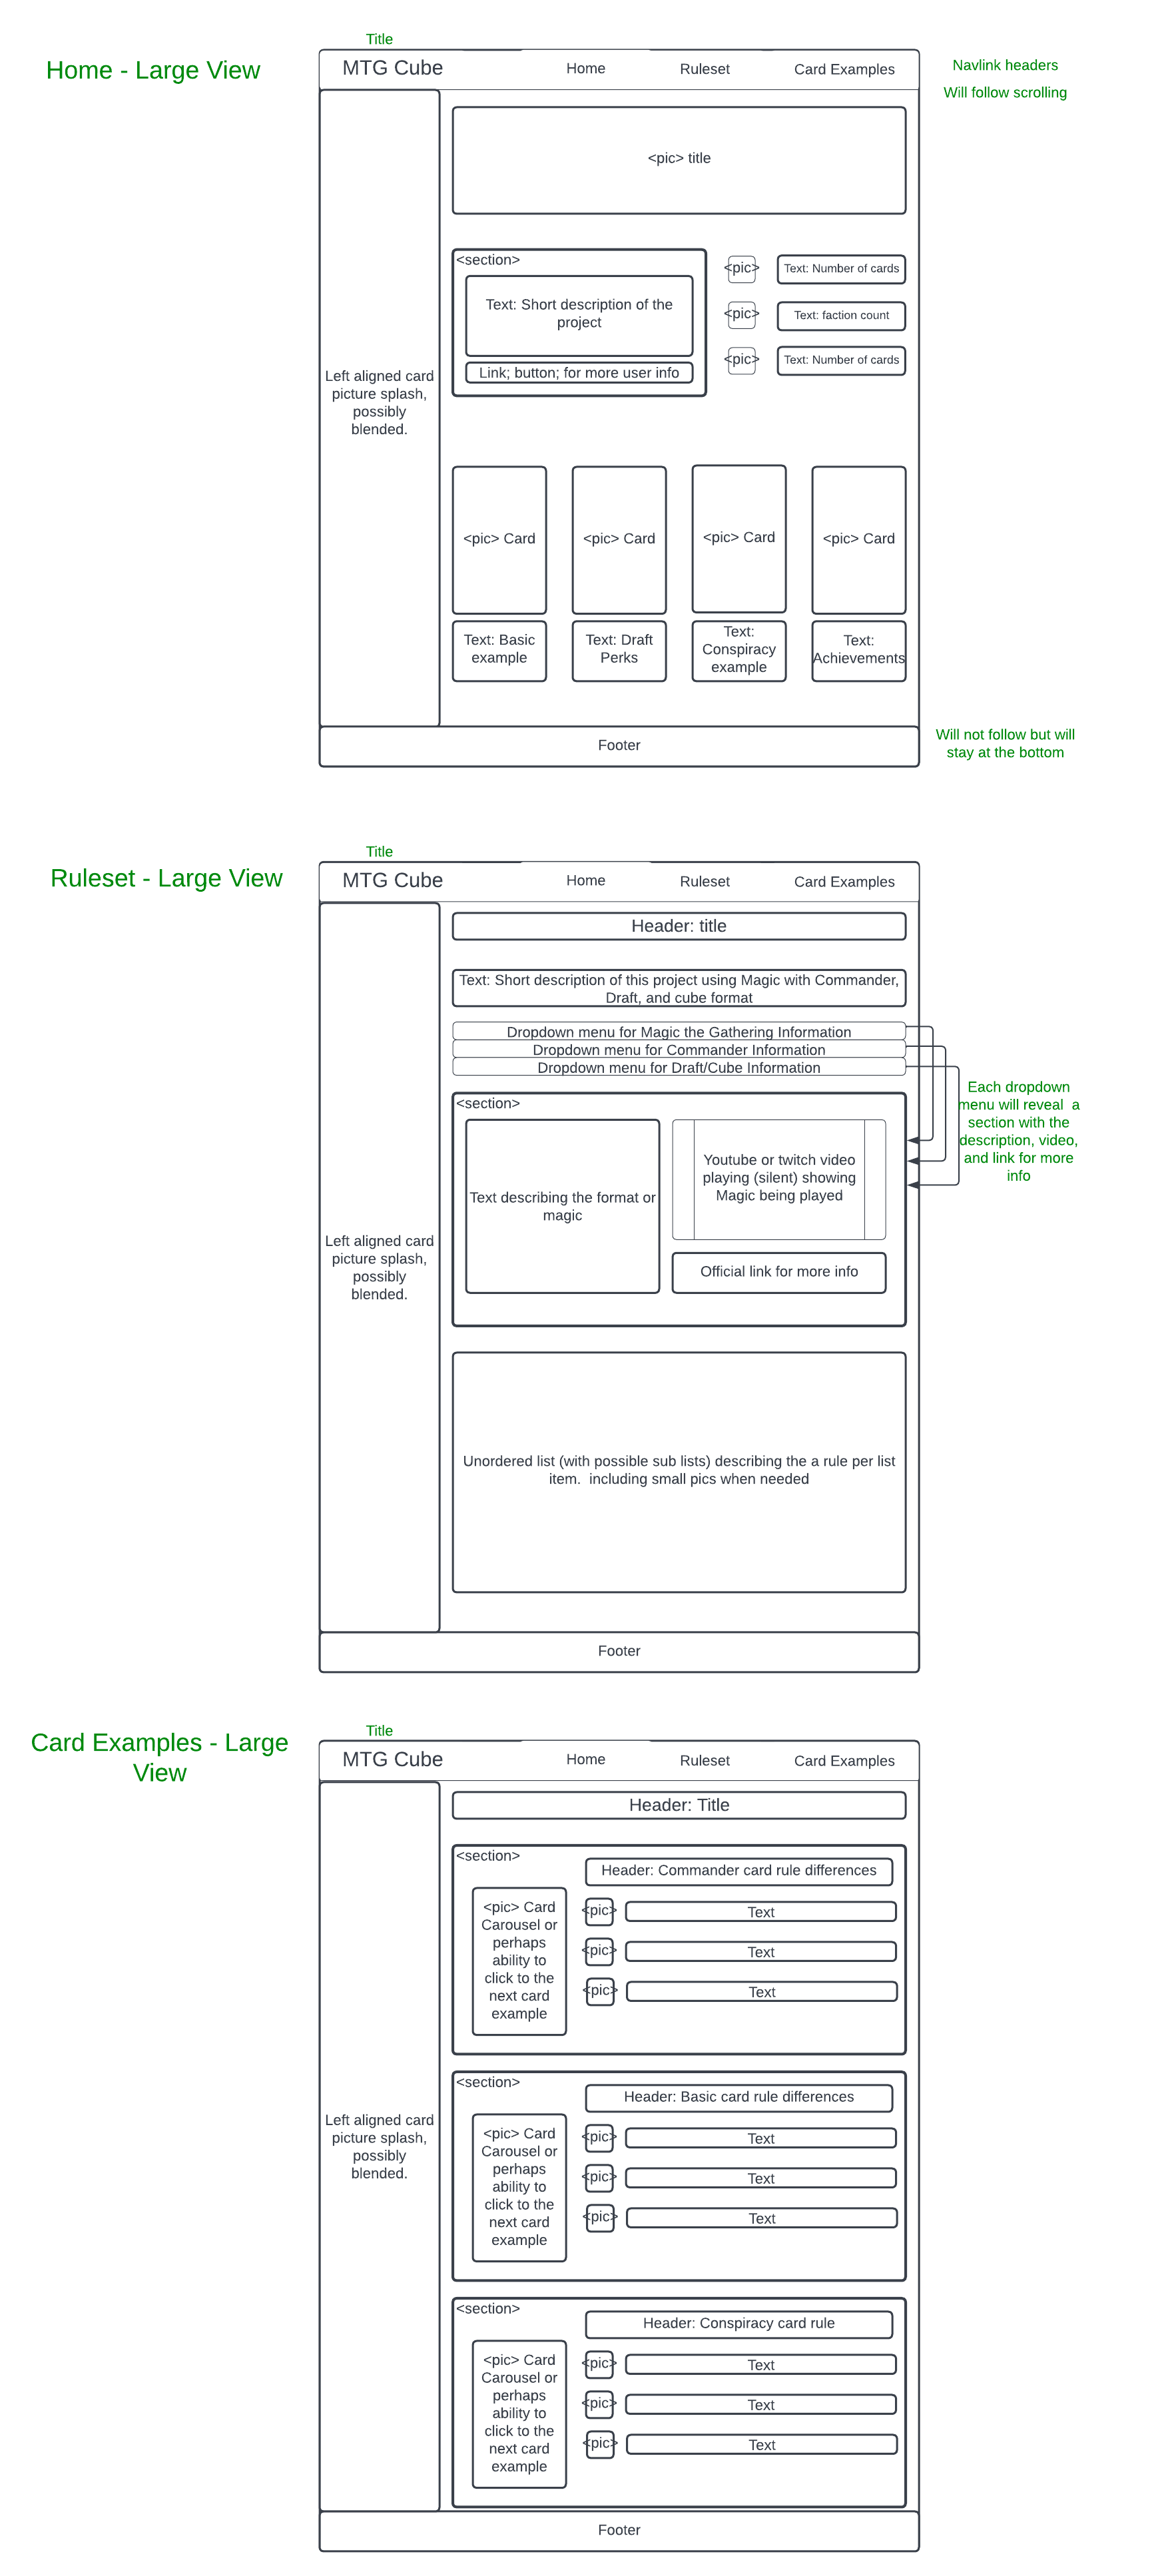 Title
Home - Large View
MTG Cube
Home
Ruleset
Card Examples
Navlink headers
Will follow scrolling
<pic> title
<section>
Text: Short description of the
project
Link; button; for more user info
<pic>
Text: Number of cards
<pic>
Text: faction count
<pic>
Text: Number of cards
Left aligned card
picture splash,
possibly
blended.
<pic> Card
<pic> Card
<pic> Card
<pic> Card
Text: Basic
example
Text: Draft
Perks
Text:
Conspiracy
example
Text:
Achievements
Footer
Will not follow but will
stay at the bottom
Title
Ruleset - Large View
MTG Cube
Home
Ruleset
Card Examples
Header: title
Text: Short description of this project using Magic with Commander,
Draft, and cube format
Dropdown menu for Magic the Gathering Information
Dropdown menu for Commander Information
Dropdown menu for Draft/Cube Information
Each dropdown
menu will reveal  a
section with the
description, video,
and link for more
info
<section>
Text describing the format or
magic
Youtube or twitch video
playing (silent) showing
Magic being played
Official link for more info
Left aligned card
picture splash,
possibly
blended.
Unordered list (with possible sub lists) describing the a rule per list
item.  including small pics when needed
Footer
Title
Card Examples - Large
View
MTG Cube
Home
Ruleset
Card Examples
Header: Title
<section>
Header: Commander card rule differences
<pic> Card
Carousel or
perhaps
ability to
click to the
next card
example
<pic>
Text
<pic>
Text
<pic>
Text
<section>
Header: Basic card rule differences
Left aligned card
picture splash,
possibly
blended.
<pic> Card
Carousel or
perhaps
ability to
click to the
next card
example
<pic>
Text
<pic>
Text
<pic>
Text
<section>
Header: Conspiracy card rule
<pic> Card
Carousel or
perhaps
ability to
click to the
next card
example
<pic>
Text
<pic>
Text
<pic>
Text
Footer